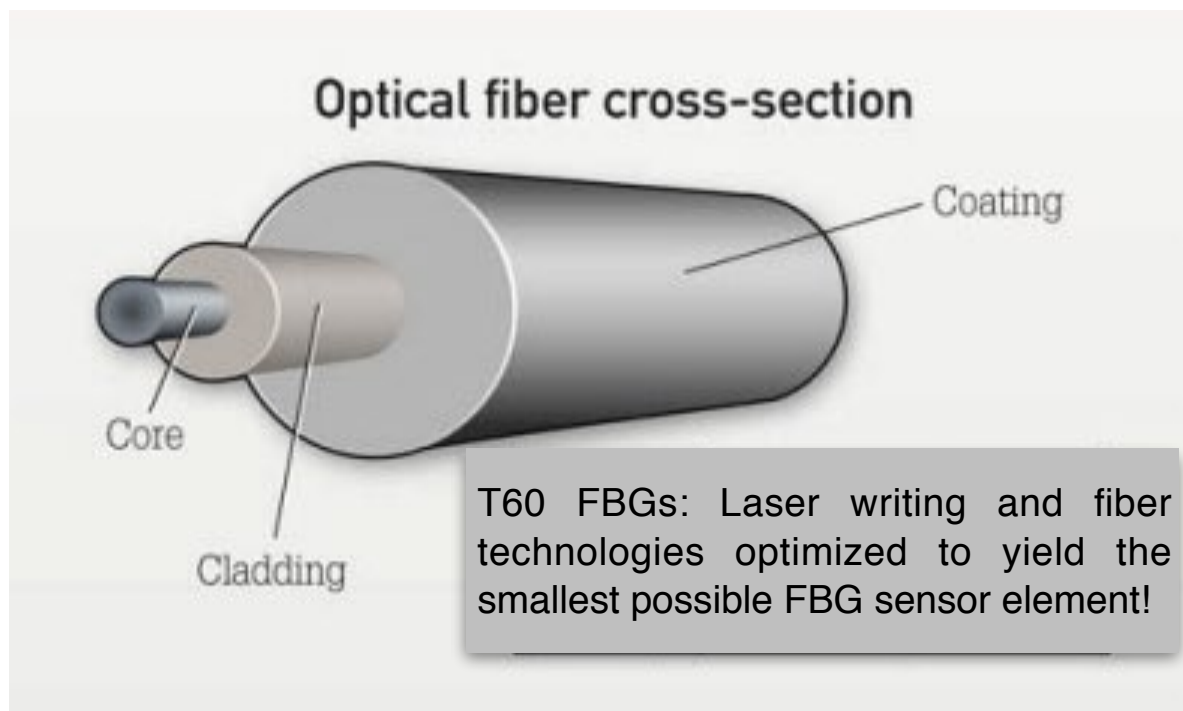 Optical fiber cross-section
Coating
Core
Cladding
T60 FBGs: Laser writing and fiber
technologies optimized to yield the
smallest possible FBG sensor element!